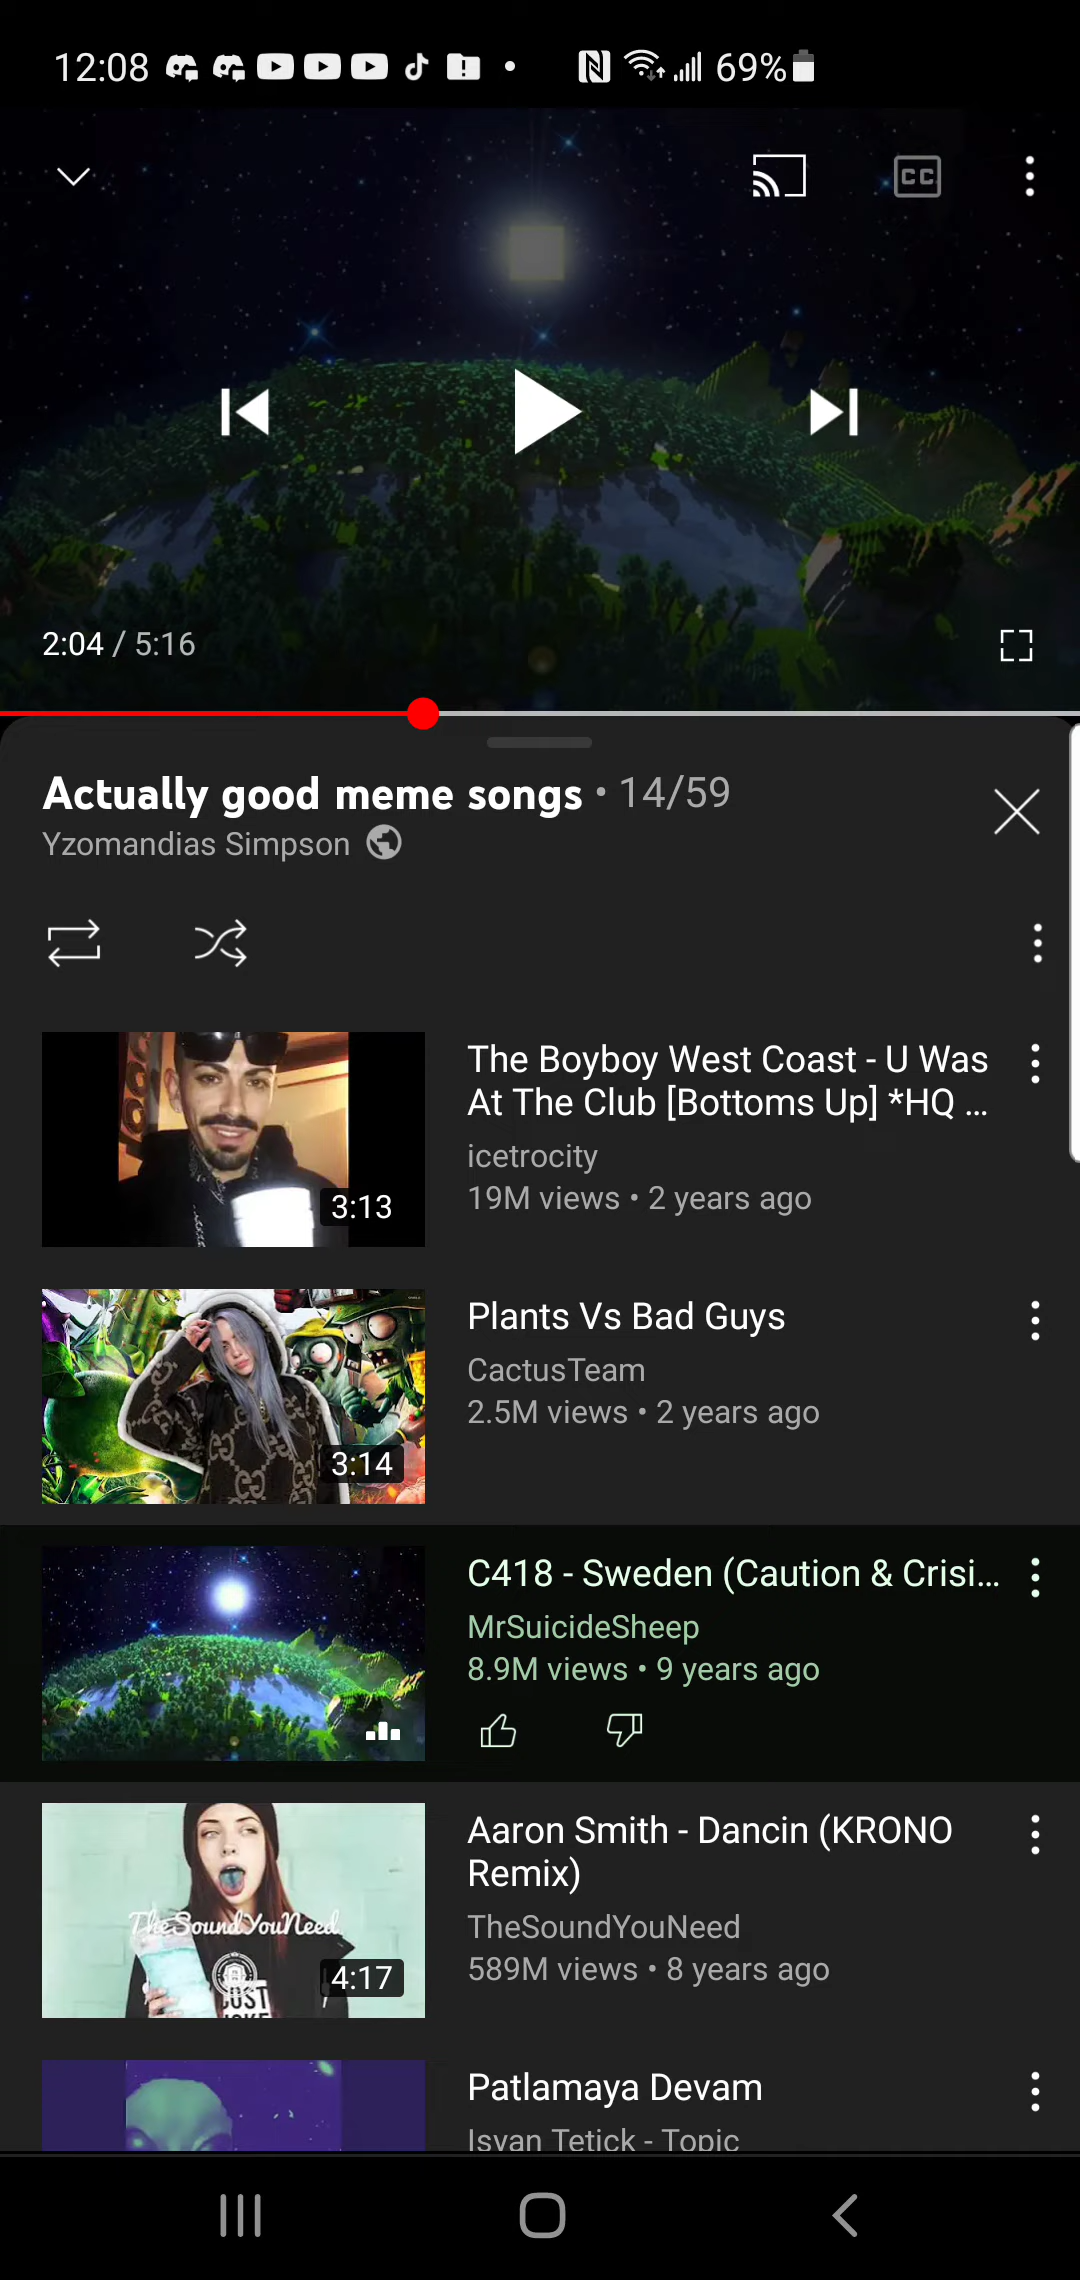 12:08
69%
CC
2:04 / 5:16
Actually good meme songs • 14/59
Yzomandias Simpson
The Boyboy West Coast - U Was
At The Club [Bottoms Up] *HQ ...
icetrocity
19M views • 2 years ago
3:13
Plants Vs Bad Guys
CactusTeam
2.5M views • 2 years ago
3:14
C418 - Sweden (Caution & Crisi...
MrSuicideSheep
8.9M views • 9 years ago
Aaron Smith - Dancin (KRONO
Remix)
TheSoundYouNeed
589M views • 8 years ago
TheSoundYouNeed
JUST
4:17
Patlamaya Devam
Isyan Tetick - Topic